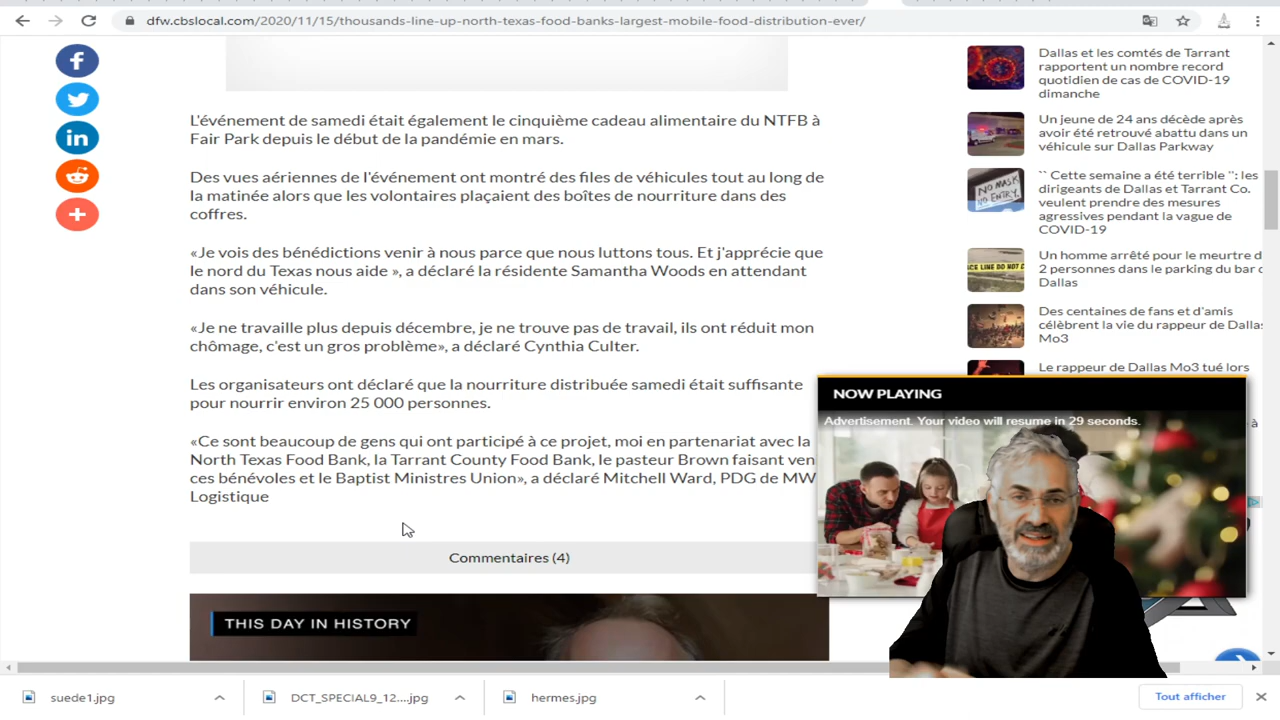 dfw.cbslocal.com/2020/11/15/thousands-line-up-north-texas-food-banks-largest-mobile-food-distribution-ever/
L'événement de samedi était également le cinquième cadeau alimentaire du NTFB à
Fair Park depuis le début de la pandémie en mars.
Des vues aériennes de l'événement ont montré des files de véhicules tout au long de
la matinée alors que les volontaires plaçaient des boîtes de nourriture dans des
coffres.
«Je vois des bénédictions venir à nous parce que nous luttons tous. Et j'apprécie que
le nord du Texas nous aide », a déclaré la résidente Samantha Woods en attendant
dans son véhicule.
«Je ne travaille plus depuis décembre, je ne trouve pas de travail, ils ont réduit mon
chômage, c'est un gros problème», a déclaré Cynthia Culter.
Les organisateurs ont déclaré que la nourriture distribuée samedi était suffisante
pour nourrir environ 25 000 personnes.
«Ce sont beaucoup de gens qui ont participé à ce projet, moi en partenariat avec la
North Texas Food Bank, la Tarrant County Food Bank, le pasteur Brown faisant ven
ces bénévoles et le Baptist Ministres Union», a déclaré Mitchell Ward, PDG de MW
Logistique
Commentaires (4)
THIS DAY IN HISTORY
Dallas et les comtés de Tarrant
rapportent un nombre record
quotidien de cas de COVID-19
dimanche
Un jeune de 24 ans décède après
avoir été retrouvé abattu dans un
véhicule sur Dallas Parkway
NO MASK
NO ENTRY
`` Cette semaine a été terrible '': les
dirigeants de Dallas et Tarrant Co.
veulent prendre des mesures
agressives pendant la vague de
COVID-19
CE LINE DO NOT C
Un homme arrêté pour le meurtre d
2 personnes dans le parking du bar d
Dallas
Des centaines de fans et d'amis
célèbrent la vie du rappeur de Dallas
Mo3
Le rappeur de Dallas Mo3 tué lors
à
NOW PLAYING
Advertisement. Your video will resume in 29 seconds.
suede1.jpg
DCT_SPECIAL9_12....jpg
hermes.jpg
Tout afficher